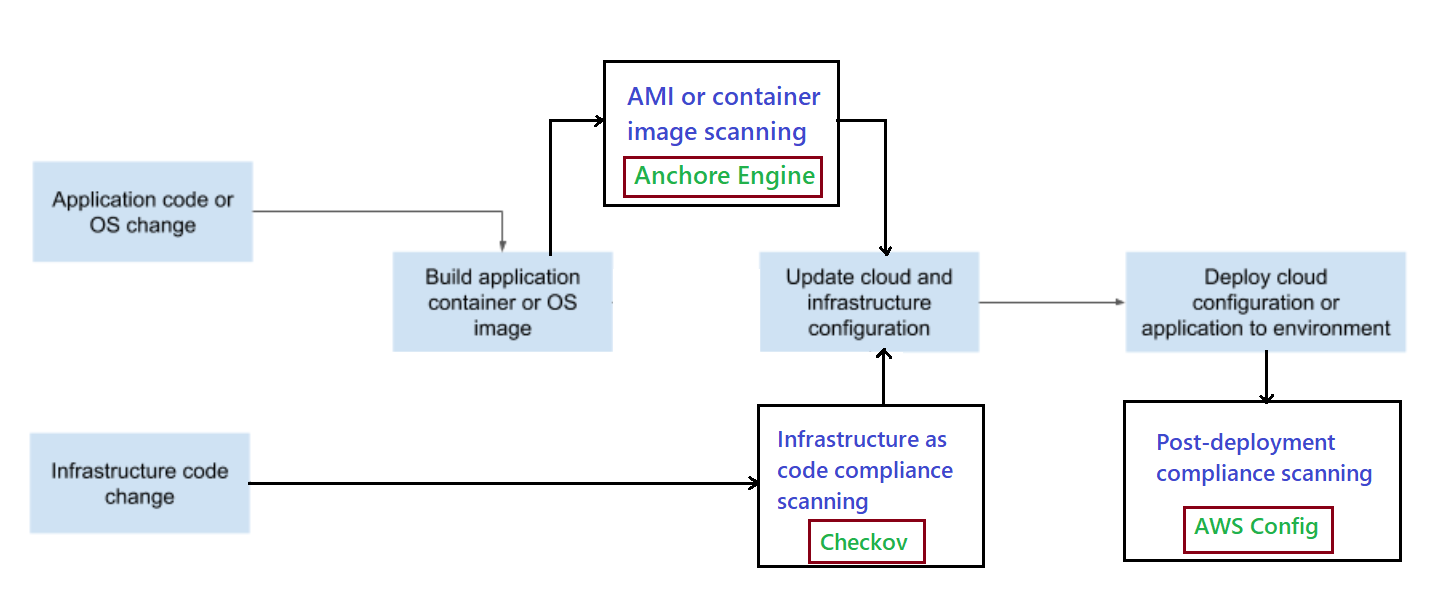 AMI or container
image scanning
Anchore Engine
Application code or
OS change
Build application
container or OS
image
Update cloud and
infrastructure
configuration
Deploy cloud
configuration or
application to environment
Infrastructure code
change
Infrastructure as
code compliance
scanning
Checkov
Post-deployment
compliance scanning
AWS Config